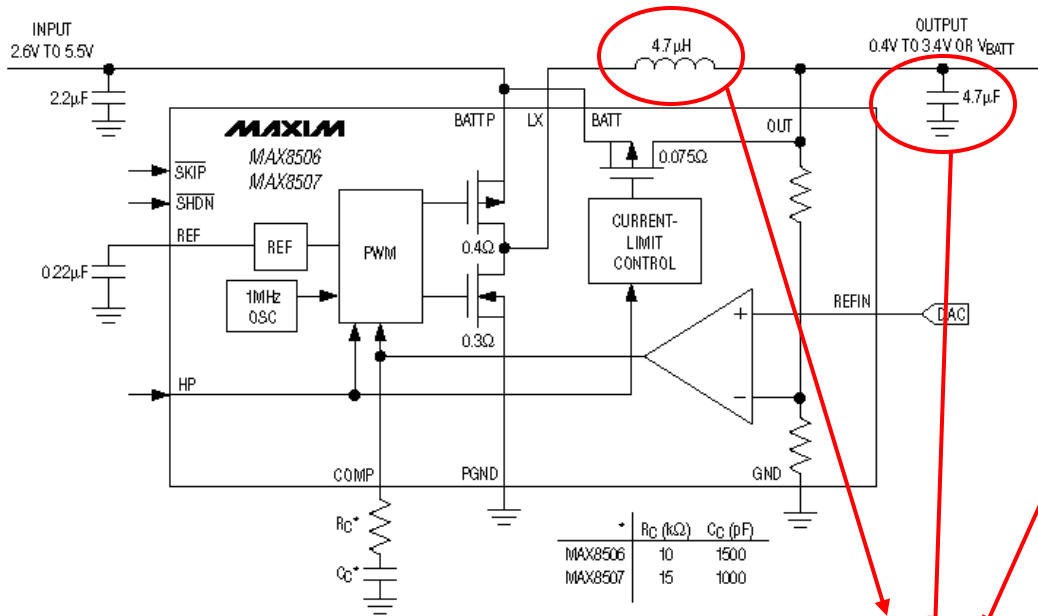 INPUT
2.6V TO 5.5V
OUTPUT
0.4V TO 3.4V OR VBATT
4.7µH
2.2µF
4.7µF
MAXIM
MAX8506
MAX8507
BATTP
LX
BATT
OUT
0.075Ω
SKIP
SHDN
REF
REF
PWM
0.4Ω
CURRENT-
LIMIT
CONTROL
0.22µF
1MHz
OSC
0.3Ω
REFIN
DAC
+
HP
−
COMP
PGND
GND
RC*
CC*
* RC (kΩ) CC (pF)
MAX8506 10 1500
MAX8507 15 1000